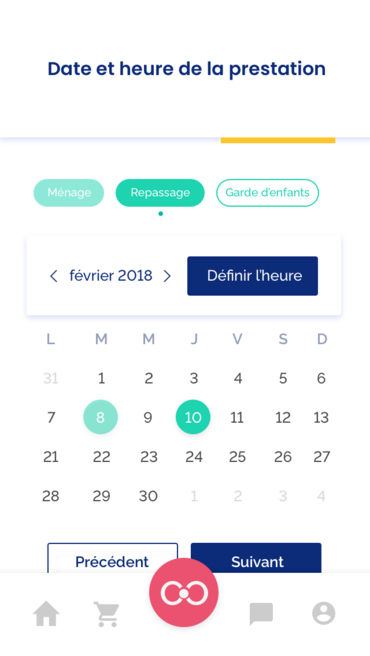 Date et heure de la prestation
Ménage Repassage Garde d'enfants
février 2018 Définir l'heure
L M M J V S D
31 1 2 3 4 5 6
7 8 9 10 11 12 13
21 22 23 24 25 26 27
28 29 30 1 2 3 4
Précédent Suivant